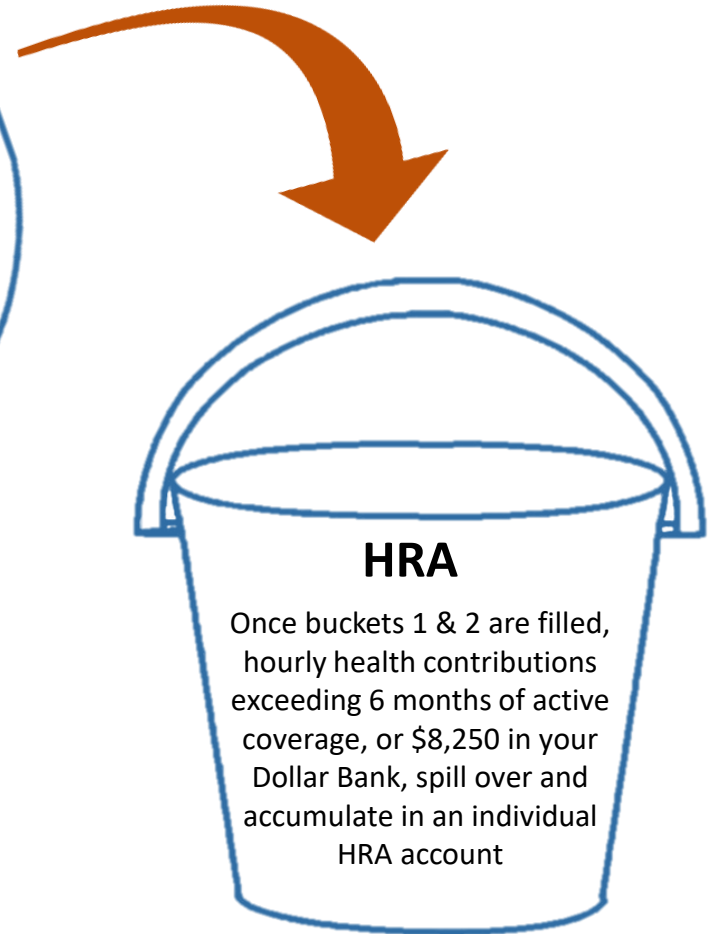 HRA
Once buckets 1 & 2 are filled,
hourly health contributions
exceeding 6 months of active
coverage, or $8,250 in your
Dollar Bank, spill over and
accumulate in an individual
HRA account